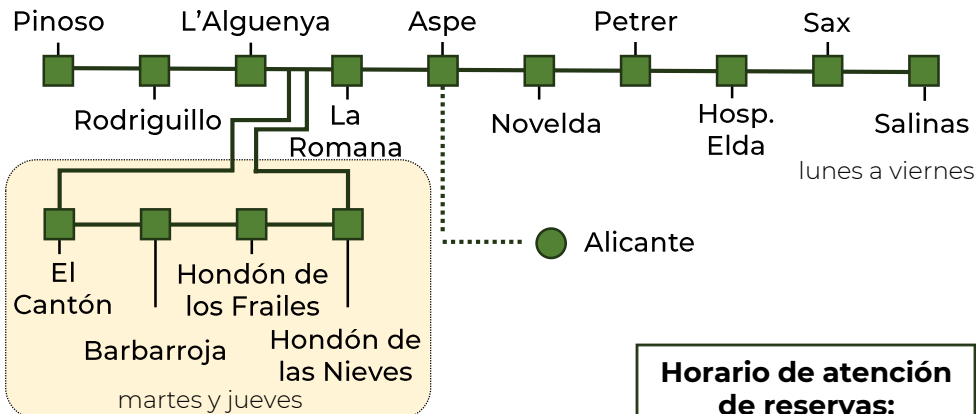 Pinoso
L'Alguenya
Aspe
Petrer
Sax
Rodriguillo
La
Romana
Novelda
Hosp.
Elda
Salinas
lunes a viernes
El
Cantón
Barbarroja
Hondón de
los Frailes
Hondón de
las Nieves
martes y jueves
Alicante
Horario de atención
de reservas: